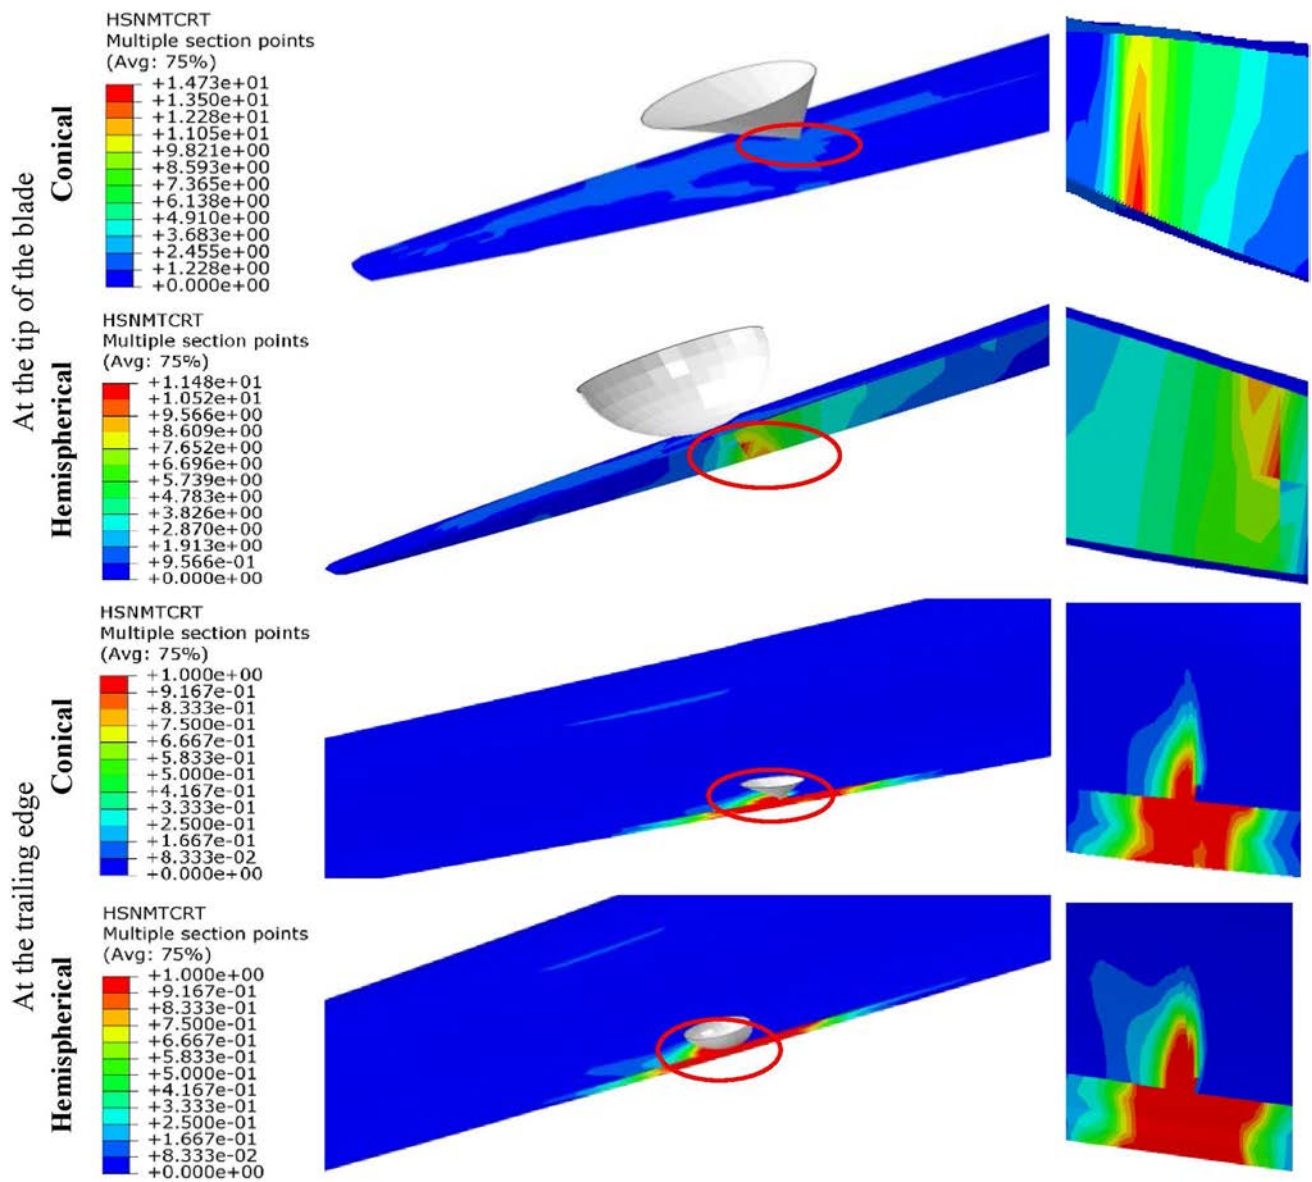 At the tip of the blade
Conical
HSNMTCRT
Multiple section points
(Avg: 75%)
+1.473e+01
+1.350e+01
+1.228e+01
+1.105e+01
+9.821e+00
+8.593e+00
+7.365e+00
+6.138e+00
+4.910e+00
+3.683e+00
+2.455e+00
+1.228e+00
+0.000e+00
Hemispherical
HSNMTCRT
Multiple section points
(Avg: 75%)
+1.148e+01
+1.052e+01
+9.566e+00
+8.609e+00
+7.652e+00
+6.696e+00
+5.739e+00
+4.783e+00
+3.826e+00
+2.870e+00
+1.913e+00
+9.566e-01
+0.000e+00
At the trailing edge
Conical
HSNMTCRT
Multiple section points
(Avg: 75%)
+1.000e+00
+9.167e-01
+8.333e-01
+7.500e-01
+6.667e-01
+5.833e-01
+5.000e-01
+4.167e-01
+3.333e-01
+2.500e-01
+1.667e-01
+8.333e-02
+0.000e+00
Hemispherical
HSNMTCRT
Multiple section points
(Avg: 75%)
+1.000e+00
+9.167e-01
+8.333e-01
+7.500e-01
+6.667e-01
+5.833e-01
+5.000e-01
+4.167e-01
+3.333e-01
+2.500e-01
+1.667e-01
+8.333e-02
+0.000e+00